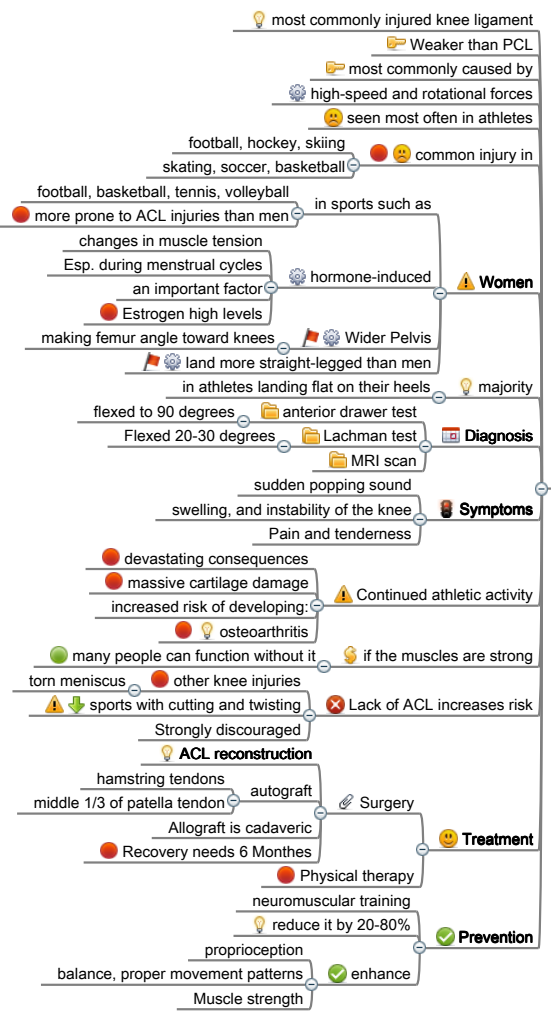 most commonly injured knee ligament
Weaker than PCL
most commonly caused by
high-speed and rotational forces
seen most often in athletes
football, hockey, skiing
skating, soccer, basketball
common injury in
football, basketball, tennis, volleyball
more prone to ACL injuries than men
in sports such as
changes in muscle tension
Esp. during menstrual cycles
an important factor
Estrogen high levels
hormone-induced
Women
making femur angle toward knees
Wider Pelvis
land more straight-legged than men
in athletes landing flat on their heels
majority
flexed to 90 degrees
anterior drawer test
Flexed 20-30 degrees
Lachman test
MRI scan
Diagnosis
sudden popping sound
swelling, and instability of the knee
Pain and tenderness
Symptoms
devastating consequences
massive cartilage damage
increased risk of developing:
osteoarthritis
Continued athletic activity
many people can function without it
if the muscles are strong
torn meniscus
other knee injuries
sports with cutting and twisting
Strongly discouraged
Lack of ACL increases risk
ACL reconstruction
hamstring tendons
middle 1/3 of patella tendon
autograft
Allograft is cadaveric
Recovery needs 6 Monthes
Surgery
Physical therapy
Treatment
neuromuscular training
reduce it by 20-80%
proprioception
balance, proper movement patterns
Muscle strength
enhance
Prevention